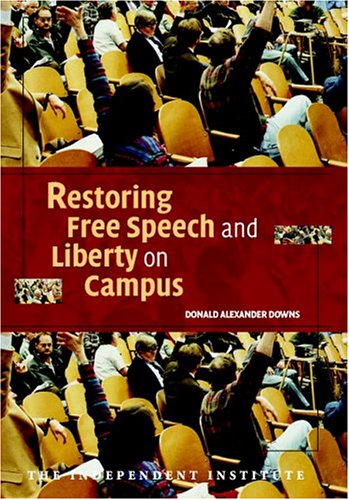 Restoring
Free Speech and
Liberty on
Campus
DONALD ALEXANDER DOWNS
THE INDEPENDENT INSTITUTE